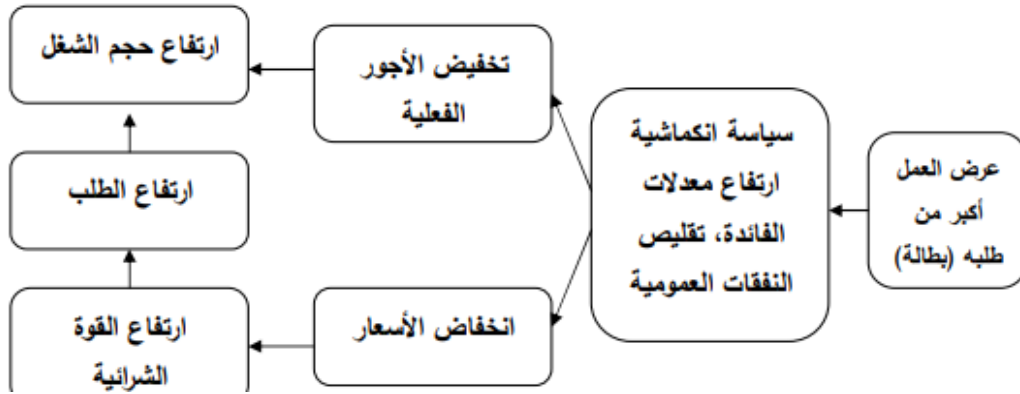 عرض العمل
أكبر من
طلبه (بطالة)
سياسة انكماشية
ارتفاع معدلات
الفائدة، تقليص
النفقات العمومية
تخفيض الأجور
الفعلية
ارتفاع حجم الشغل
انخفاض الأسعار
ارتفاع القوة
الشرائية
ارتفاع الطلب